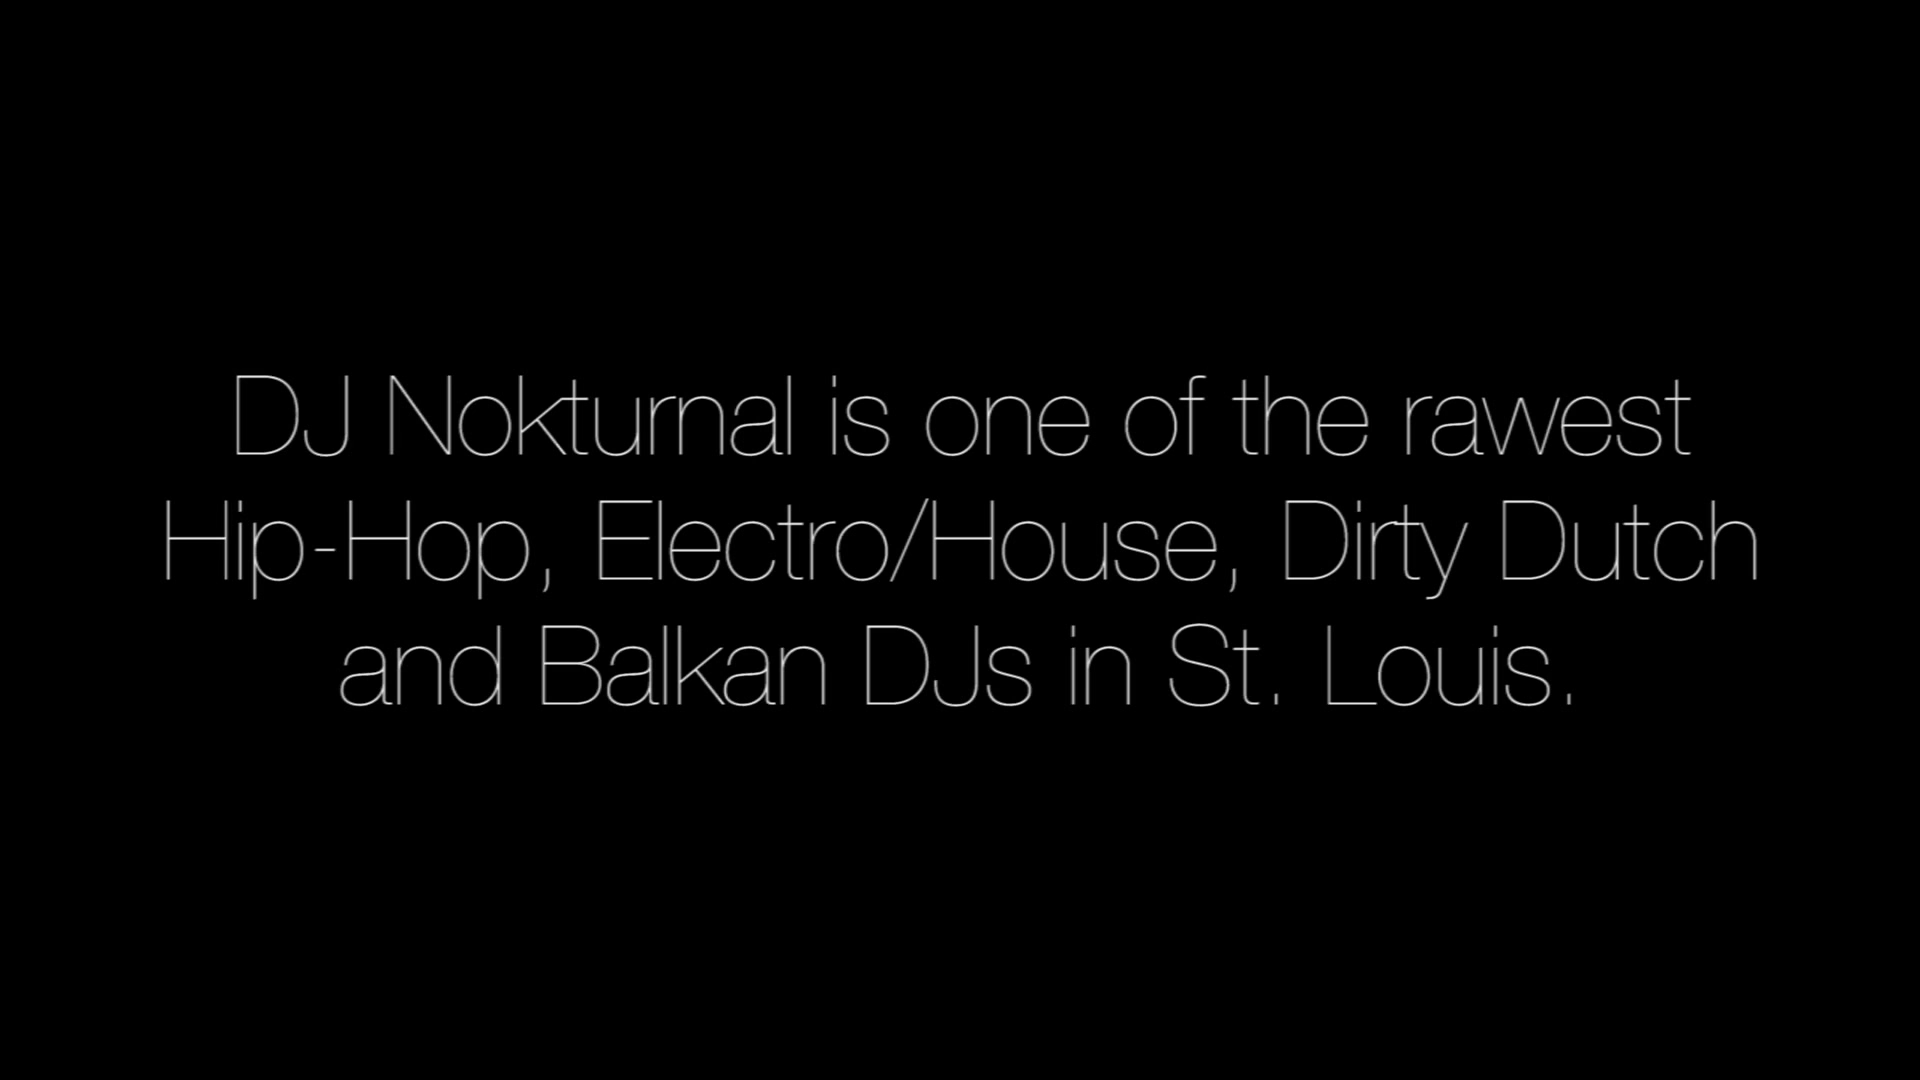 DJ Nokturnal is one of the rawest
Hip-Hop, Electro/House, Dirty Dutch
and Balkan DJs in St. Louis.